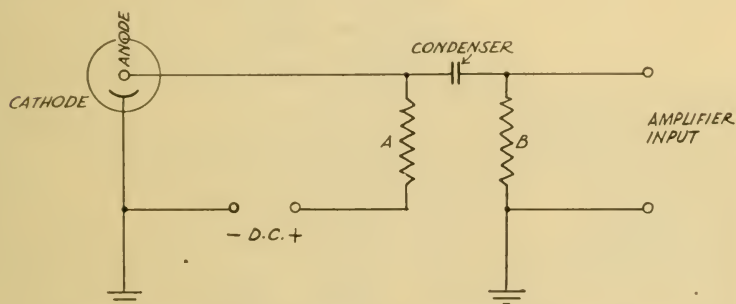 ANODE
CATHODE
CONDENSER
A
B
AMPLIFIER
INPUT
- D.C. +